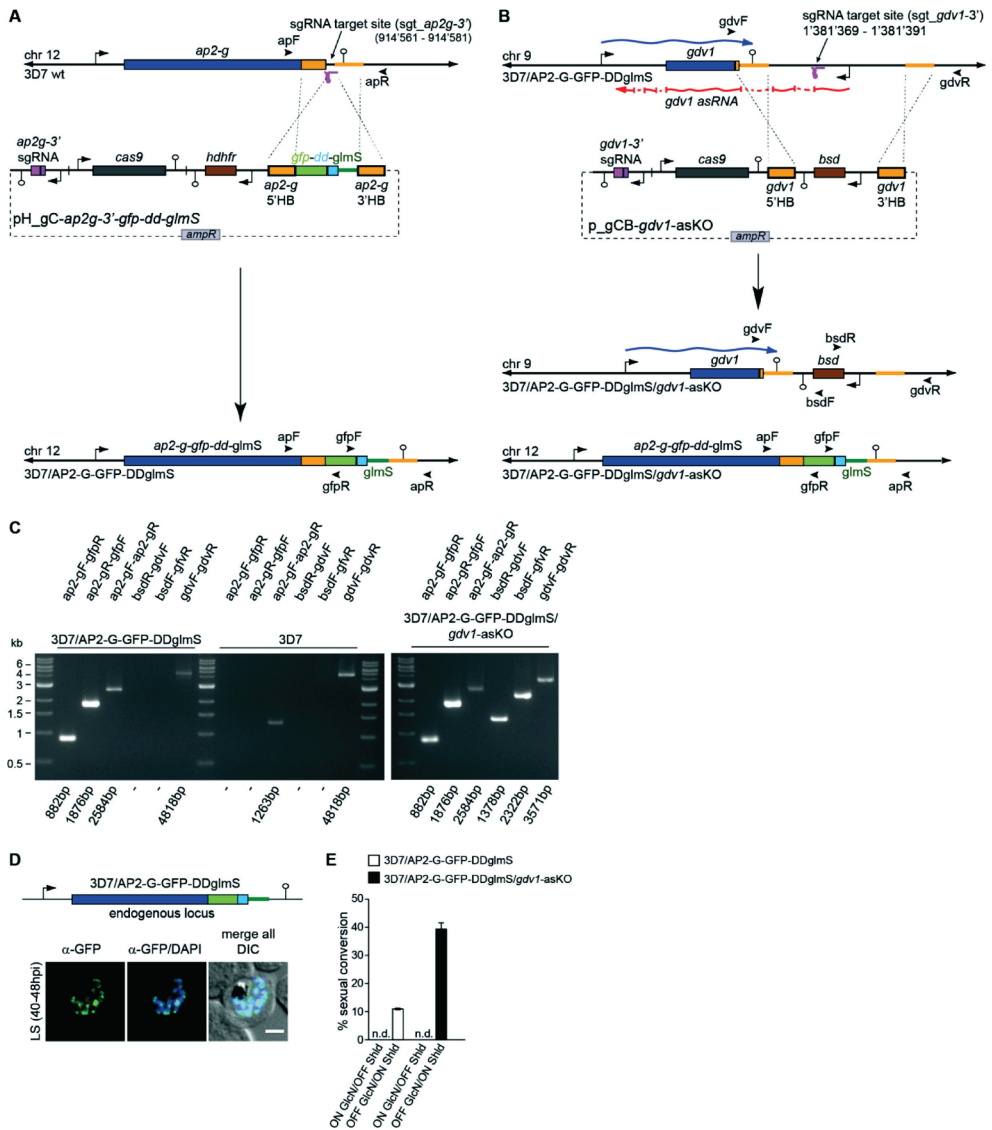 A
sgRNA target site (sgt_ap2g-3')
(914'561 - 914'581)
chr 12
ap2-g
apF
3D7 wt
apR
ap2g-3'
sgRNA
cas9
hdhfr
gfp-dd-glmS
ap2-g
5'HB
ap2-g
3'HB
pH_gC-ap2g-3'-gfp-dd-glmS
ampR
chr 12
ap2-g-gfp-dd-glmS
apF
gfpF
3D7/AP2-G-GFP-DDglmS
gfpR
glmS
apR
B
sgRNA target site (sgt_gdv1-3')
1'381'369 - 1'381'391
gdvF
chr 9
gdv1
3D7/AP2-G-GFP-DDglmS
gdv1 asRNA
gdvR
gdv1-3'
sgRNA
cas9
bsd
gdv1
5'HB
gdv1
3'HB
p_gCB-gdv1-asKO
ampR
gdvF
bsdR
chr 9
gdv1
bsd
3D7/AP2-G-GFP-DDglmS/gdv1-asKO
bsdF
gdvR
chr 12
ap2-g-gfp-dd-glmS
apF
gfpF
3D7/AP2-G-GFP-DDglmS/gdv1-asKO
gfpR
glmS
apR
C
ap2-gF-gfpR
ap2-gR-gfpF
ap2-gF-ap2-gR
bsdR-gdvF
bsdF-gfvR
gdvF-gdvR
ap2-gF-gfpR
ap2-gR-gfpF
ap2-gF-ap2-gR
bsdR-gdvF
bsdF-gfvR
gdvF-gdvR
ap2-gF-gfpR
ap2-gR-gfpF
ap2-gF-ap2-gR
bsdR-gdvF
bsdF-gfvR
gdvF-gdvR
3D7/AP2-G-GFP-DDglmS
3D7
3D7/AP2-G-GFP-DDglmS/
gdv1-asKO
kb
6
4
3
2
1.5
1
0.5
882bp
1876bp
2584bp
-
-
4818bp
-
-
1263bp
-
-
4818bp
882bp
1876bp
2584bp
1378bp
2322bp
3571bp
D
3D7/AP2-G-GFP-DDglmS
endogenous locus
α-GFP
α-GFP/DAPI
merge all
DIC
LS (40-48hpi)
E
3D7/AP2-G-GFP-DDglmS
3D7/AP2-G-GFP-DDglmS/gdv1-asKO
% sexual conversion
50
40
30
20
10
0
n.d.
n.d.
ON GlcN/OFF Shld
OFF GlcN/ON Shld
ON GlcN/OFF Shld
OFF GlcN/ON Shld